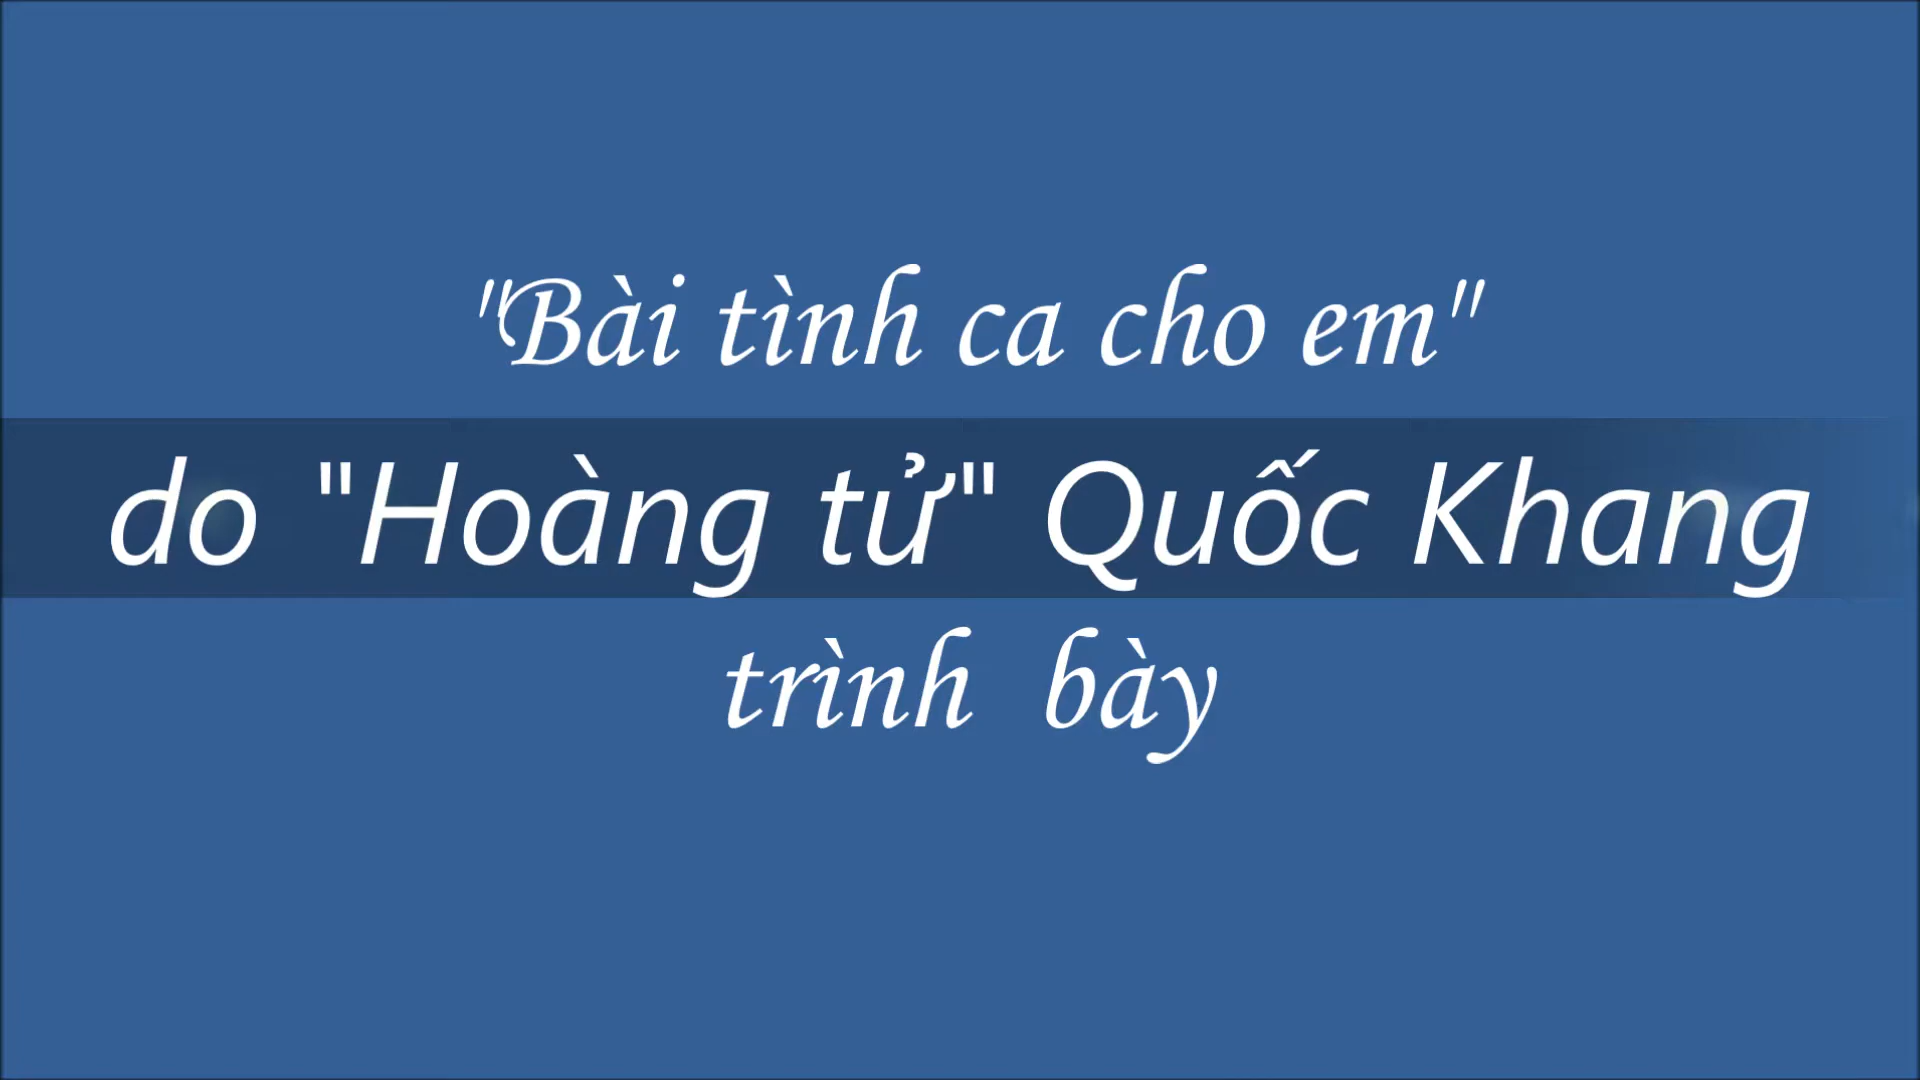 "Bài tình ca cho em"
do "Hoàng tử" Quốc Khang
trình bày